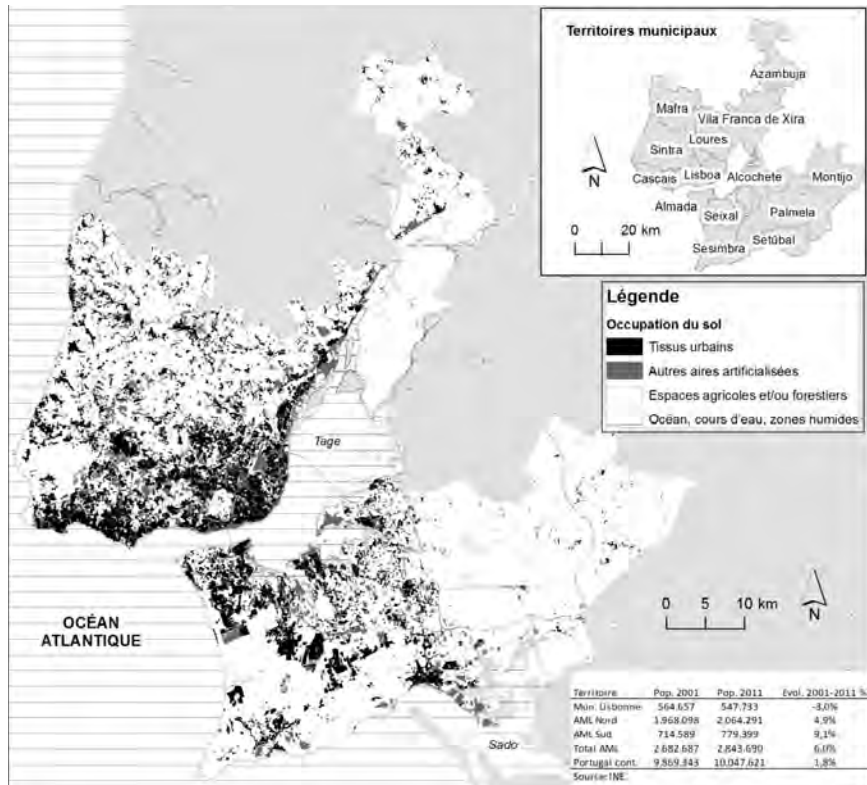 Territoires municipaux
Azambuja
Mafra
Vila Franca de Xira
Loures
Sintra
Cascais
Lisboa
Alcochete
Montijo
N
Almada
Seixal
Palmela
Sesimbra
Setúbal
0 20 km
Légende
Occupation du sol
Tissus urbains
Autres aires artificialisées
Espaces agricoles et/ou forestiers
Océan, cours d'eau, zones humides
Tage
OCÉAN
ATLANTIQUE
0 5 10 km
N
Sado
Territoire Pop. 2001 Pop. 2011 Evol. 2001-2011 %
Mun. Lisbonne 564.657 547.733 -3,0%
AML Nord 1.968.098 2.064.291 4,9%
AML Sud 714.589 779.399 9,1%
Total AML 2.682.687 2.843.690 6,0%
Portugal cont. 9.869.343 10.047.621 1,8%
Source: INE